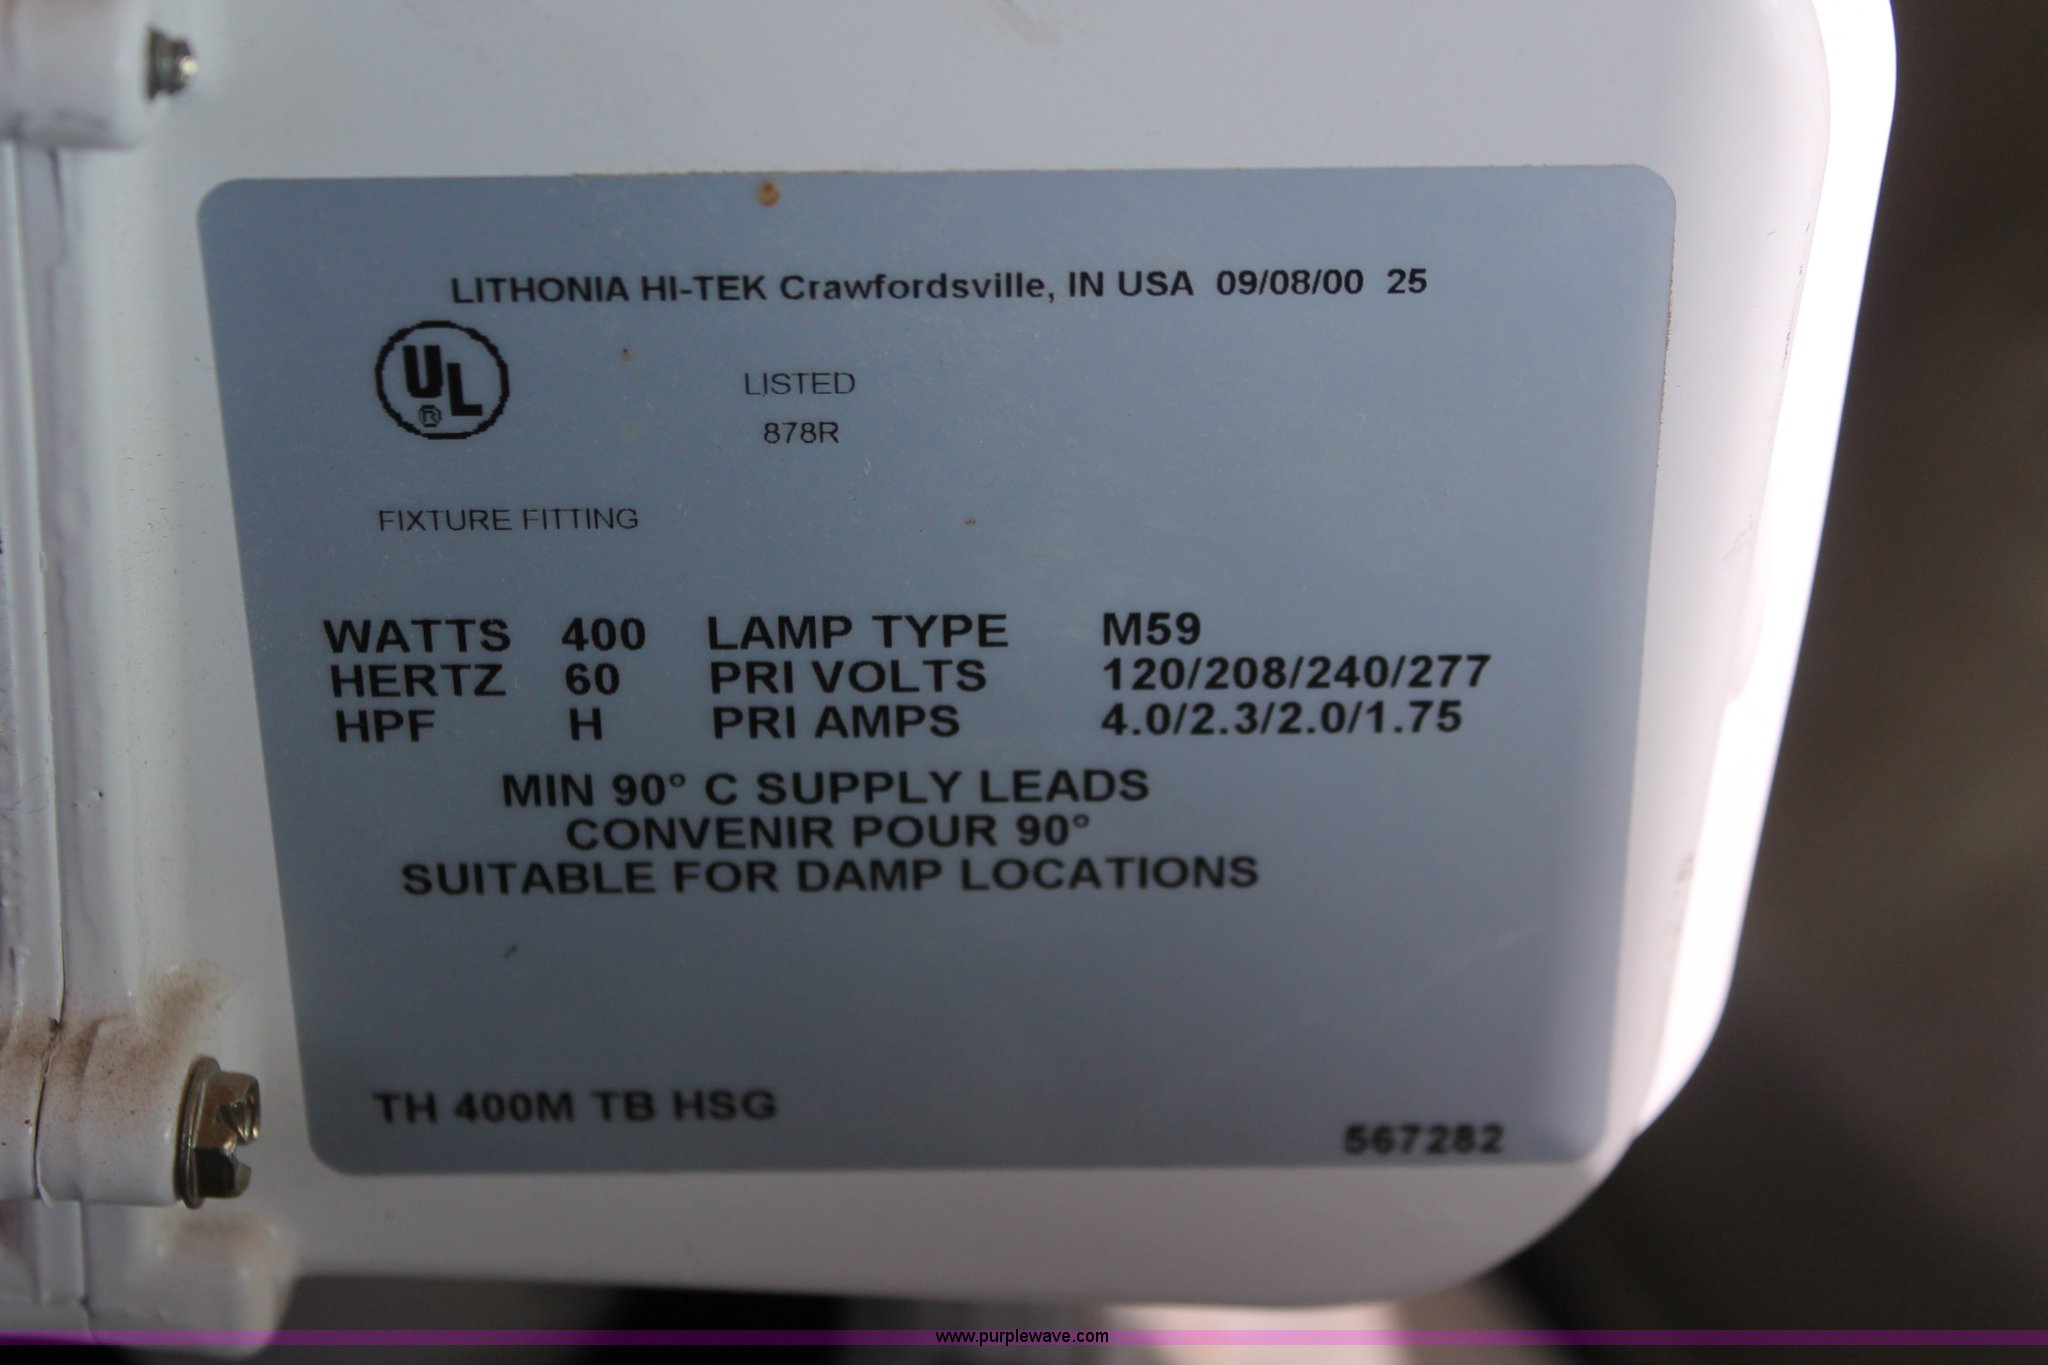 LITHONIA HI-TEK Crawfordsville, IN USA 09/08/00 25
UL
LISTED
878R
FIXTURE FITTING
WATTS 400 LAMP TYPE M59
HERTZ 60 PRI VOLTS 120/208/240/277
HPF H PRI AMPS 4.0/2.3/2.0/1.75
MIN 90° C SUPPLY LEADS
CONVENIR POUR 90°
SUITABLE FOR DAMP LOCATIONS
TH 400M TB HSG
567282
www.purplewave.com